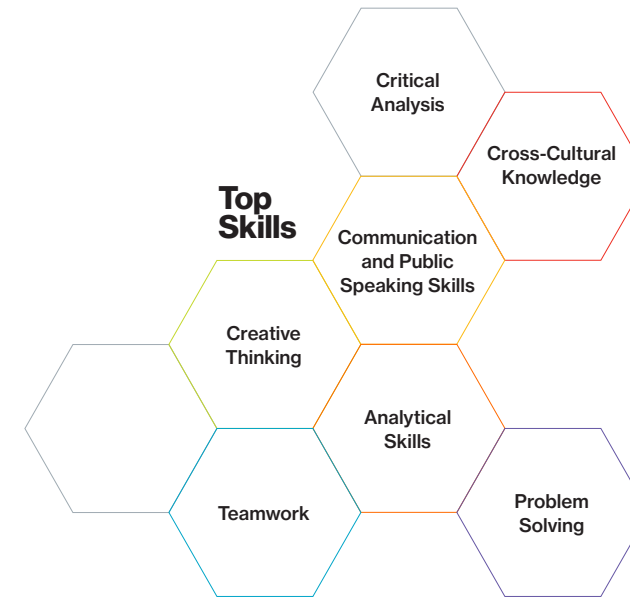 Critical
Analysis
Cross-Cultural
Knowledge
Top
Skills
Communication
and Public
Speaking Skills
Creative
Thinking
Analytical
Skills
Teamwork
Problem
Solving